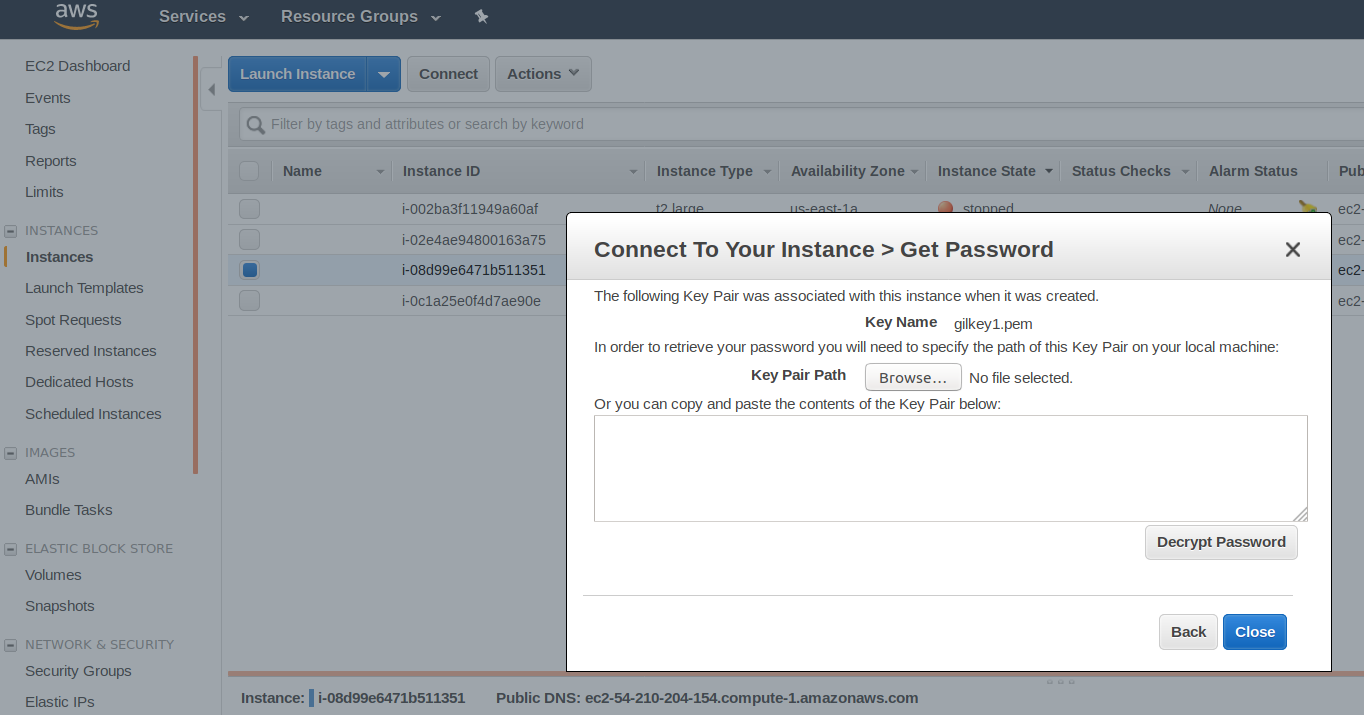 aws Services Resource Groups
EC2 Dashboard
Events
Tags
Reports
Limits
INSTANCES
Instances
Launch Templates
Spot Requests
Reserved Instances
Dedicated Hosts
Scheduled Instances
IMAGES
AMIs
Bundle Tasks
ELASTIC BLOCK STORE
Volumes
Snapshots
NETWORK & SECURITY
Security Groups
Elastic IPs
Launch Instance Connect Actions
Filter by tags and attributes or search by keyword
Name Instance ID Instance Type Availability Zone Instance State Status Checks Alarm Status Pub
i-002ba3f11949a60af t2.large us-east-1a stopped None ec2-
i-02e4ae94800163a75 ec2-
i-08d99e6471b511351 ec2-
i-0c1a25e0f4d7ae90e ec2-
Connect To Your Instance > Get Password
The following Key Pair was associated with this instance when it was created.
Key Name gilkey1.pem
In order to retrieve your password you will need to specify the path of this Key Pair on your local machine:
Key Pair Path Browse... No file selected.
Or you can copy and paste the contents of the Key Pair below:
Decrypt Password
Back Close
Instance: i-08d99e6471b511351 Public DNS: ec2-54-210-204-154.compute-1.amazonaws.com